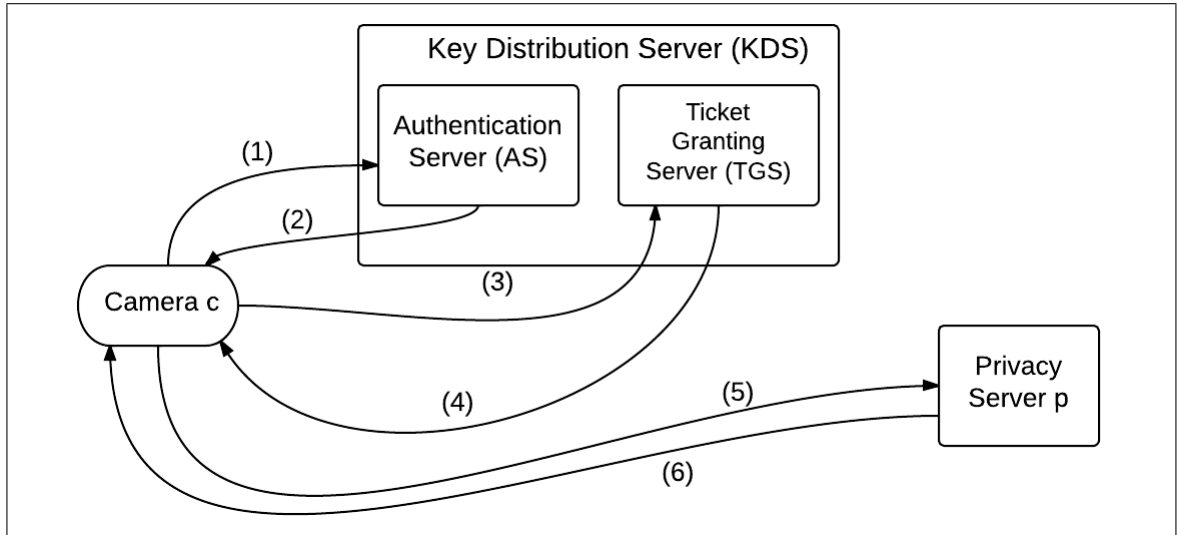 Key Distribution Server (KDS)
Authentication
Server (AS)
Ticket
Granting
Server (TGS)
(1)
(2)
(3)
Camera c
(4)
(5)
(6)
Privacy
Server p